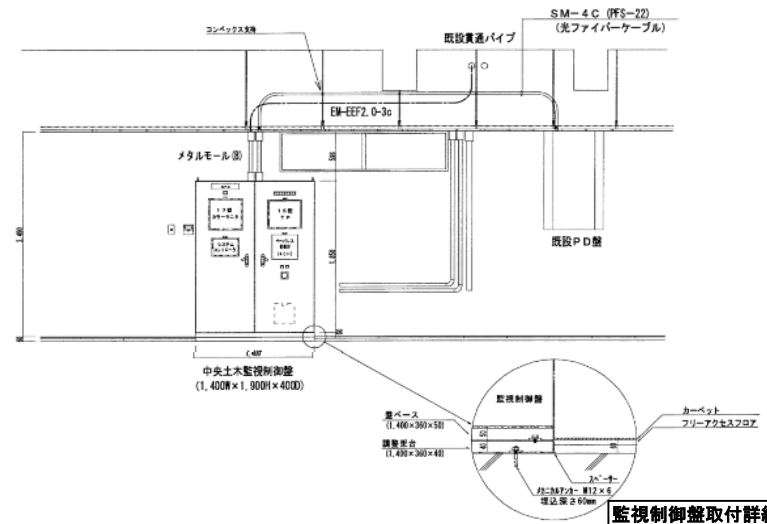 コンベックス支持
SM-4C (PFS-22)
(光ファイバーケーブル)
既設貫通パイプ
EM-EEF2.0-3c
メタルモール(B)
既設PD盤
中央土木監視制御盤
(1,400W×1,900H×400D)
監視制御盤
盤ベース
(1,400×360×50)
調整架台
(1,400×360×40)
50
40
カーペット
フリーアクセスフロア
スペーサー
メカニカルアンカー M12×6
埋込深さ60mm
監視制御盤取付詳細